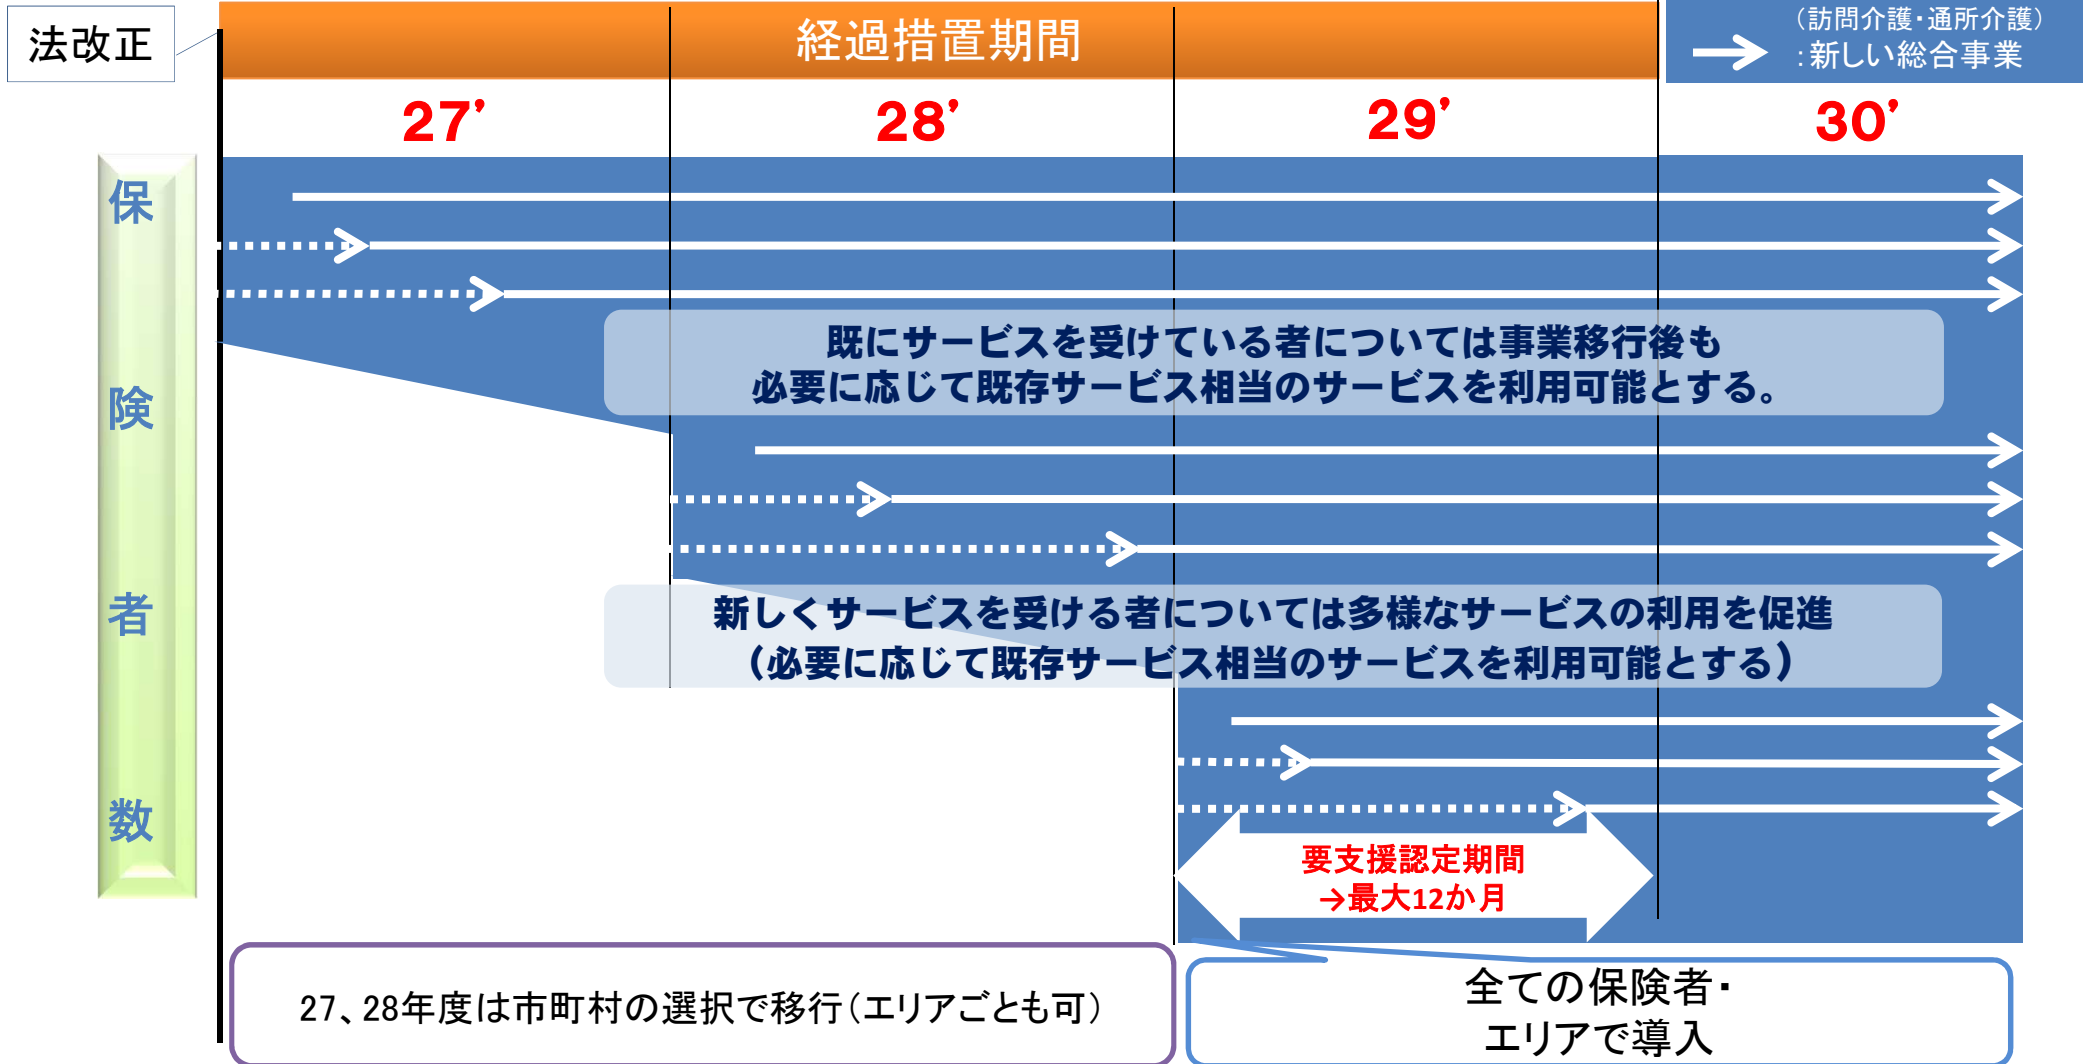 法改正
経過措置期間
（訪問介護・通所介護）
：新しい総合事業
27’
28’
29’
30’
保
険
者
数
既にサービスを受けている者については事業移行後も
必要に応じて既存サービス相当のサービスを利用可能とする。
新しくサービスを受ける者については多様なサービスの利用を促進
（必要に応じて既存サービス相当のサービスを利用可能とする）
要支援認定期間
→最大12か月
27、28年度は市町村の選択で移行（エリアごとも可）
全ての保険者・
エリアで導入